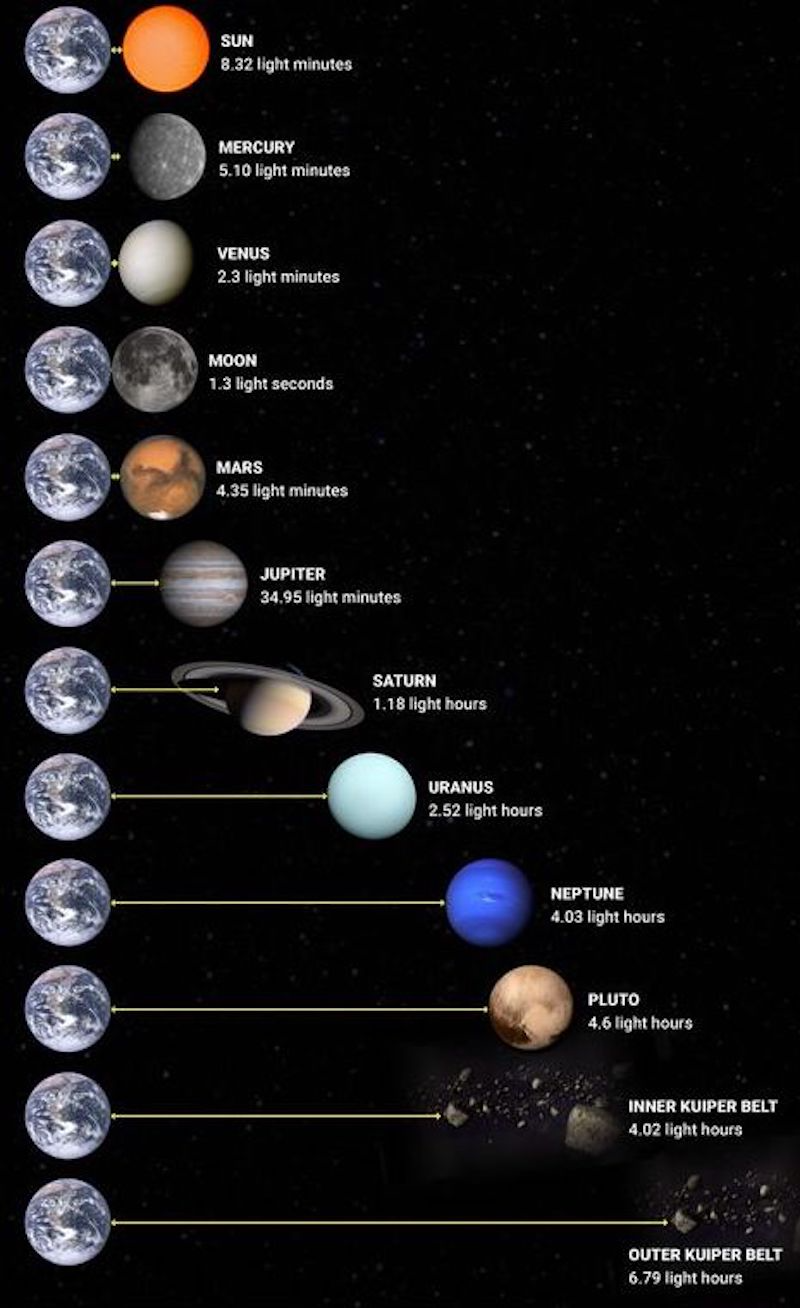 SUN
8.32 light minutes
MERCURY
5.10 light minutes
VENUS
2.3 light minutes
MOON
1.3 light seconds
MARS
4.35 light minutes
JUPITER
34.95 light minutes
SATURN
1.18 light hours
URANUS
2.52 light hours
NEPTUNE
4.03 light hours
PLUTO
4.6 light hours
INNER KUIPER BELT
4.02 light hours
OUTER KUIPER BELT
6.79 light hours